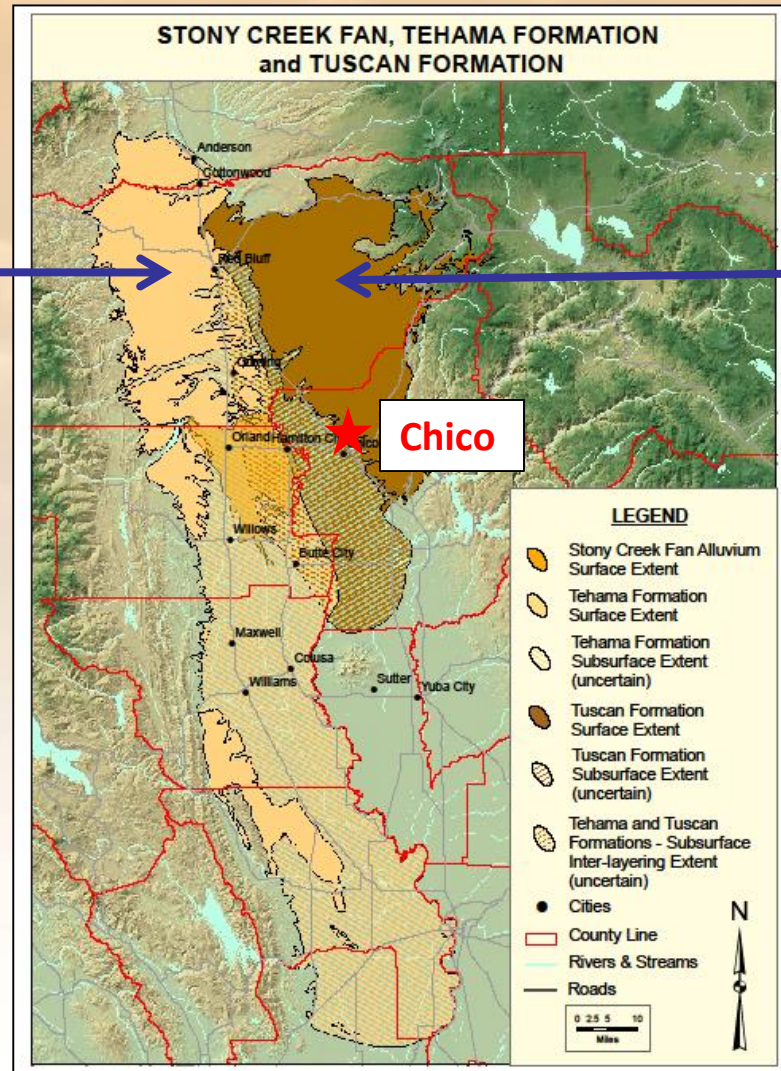 STONY CREEK FAN, TEHAMA FORMATION
and TUSCAN FORMATION
Anderson
Cottonwood
Red Bluff
Corning
Orland
Hamilton
Chico
Willows
Butte City
Maxwell
Colusa
Williams
Sutter
Yuba City
LEGEND
Stony Creek Fan Alluvium
Surface Extent
Tehama Formation
Surface Extent
Tehama Formation
Subsurface Extent
(uncertain)
Tuscan Formation
Surface Extent
Tuscan Formation
Subsurface Extent
(uncertain)
Tehama and Tuscan
Formations - Subsurface
Inter-layering Extent
(uncertain)
Cities
County Line
Rivers & Streams
Roads
N
0 2.5 5 10
Miles